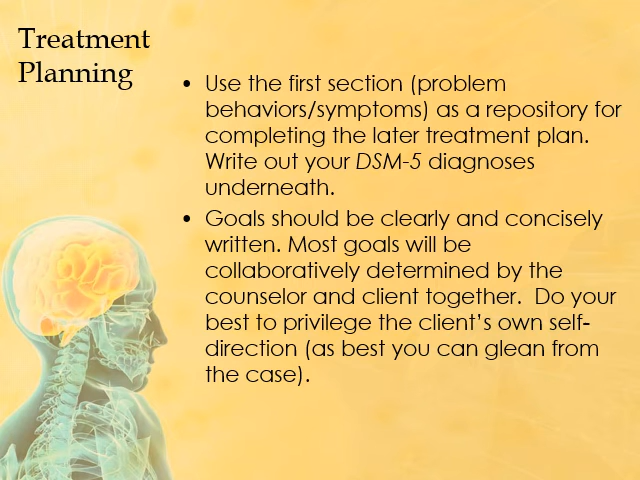 Treatment
Planning
• Use the first section (problem
behaviors/symptoms) as a repository for
completing the later treatment plan.
Write out your DSM-5 diagnoses
underneath.
• Goals should be clearly and concisely
written. Most goals will be
collaboratively determined by the
counselor and client together.  Do your
best to privilege the client’s own self-
direction (as best you can glean from
the case).